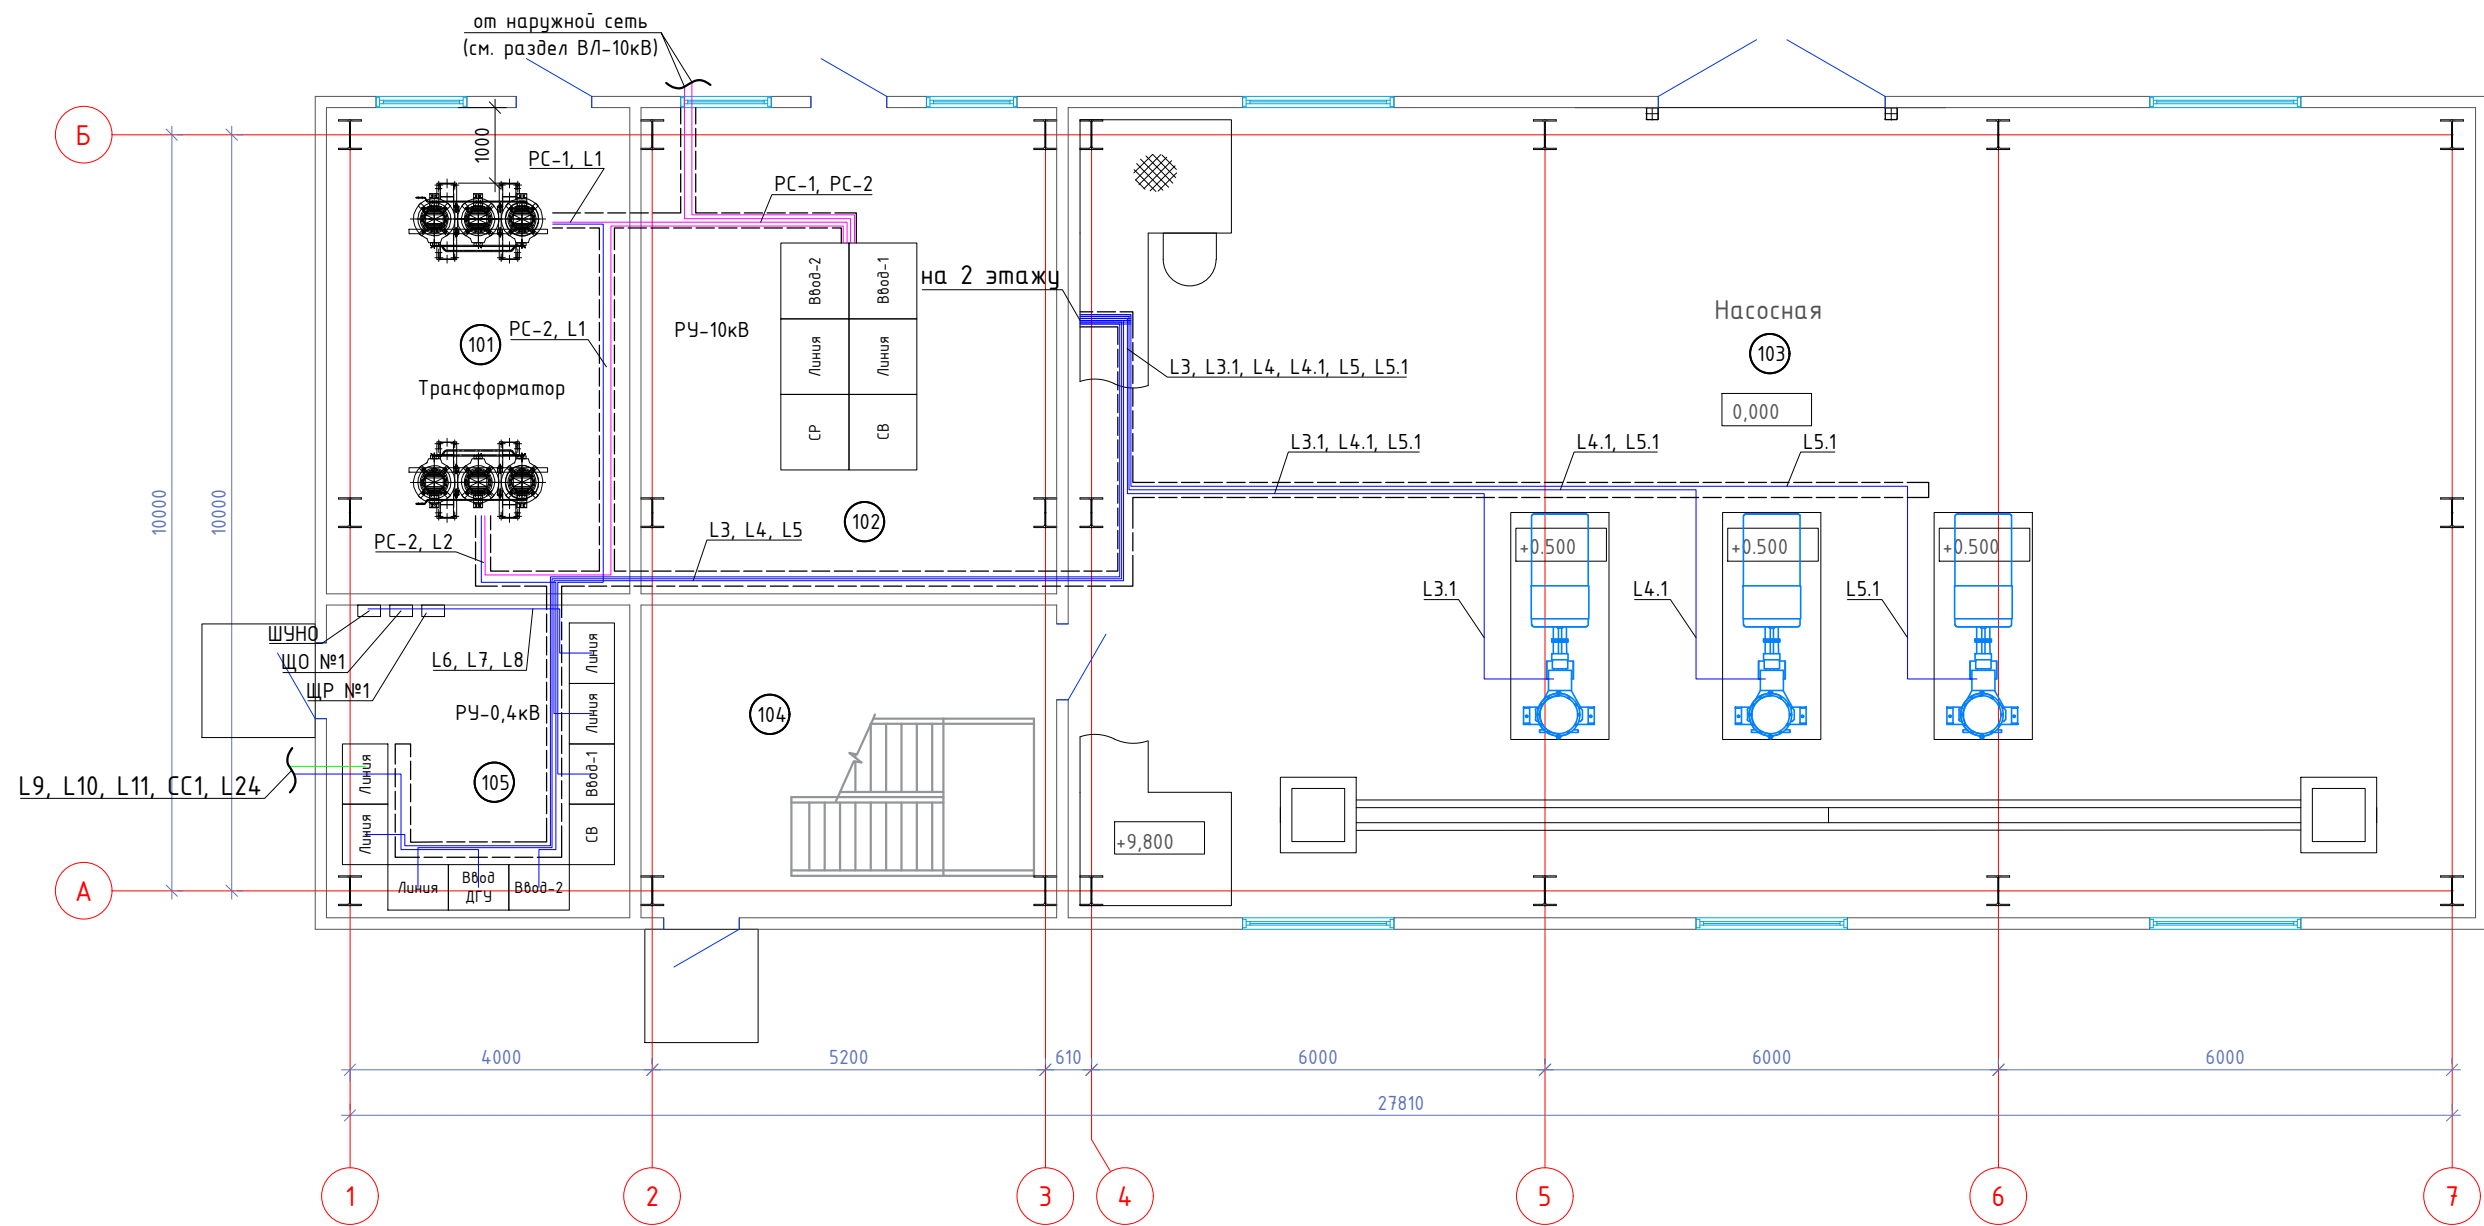 от наружной сеть
(см. раздел ВЛ-10кВ)
Б
1000
РС-1, L1
РС-1, РС-2
Ввод-2
Ввод-1
на 2 этажу
Насосная
РС-2, L1
РУ-10кВ
101
103
Линия
Линия
L3, L3.1, L4, L4.1, L5, L5.1
Трансформатор
0,000
СР
СВ
L3.1, L4.1, L5.1
L4.1, L5.1
L5.1
10000
10000
102
РС-2, L2
L3, L4, L5
+0.500
+0.500
+0.500
L3.1
L4.1
L5.1
ШУНО
ЩО №1
ЩР №1
L6, L7, L8
Линия
РУ-0,4кВ
Линия
104
L9, L10, L11, СС1, L24
Линия
105
Ввод-1
Линия
СВ
+9,800
А
Линия
Ввод
ДГУ
Ввод-2
4000
5200
610
6000
6000
6000
27810
1
2
3
4
5
6
7